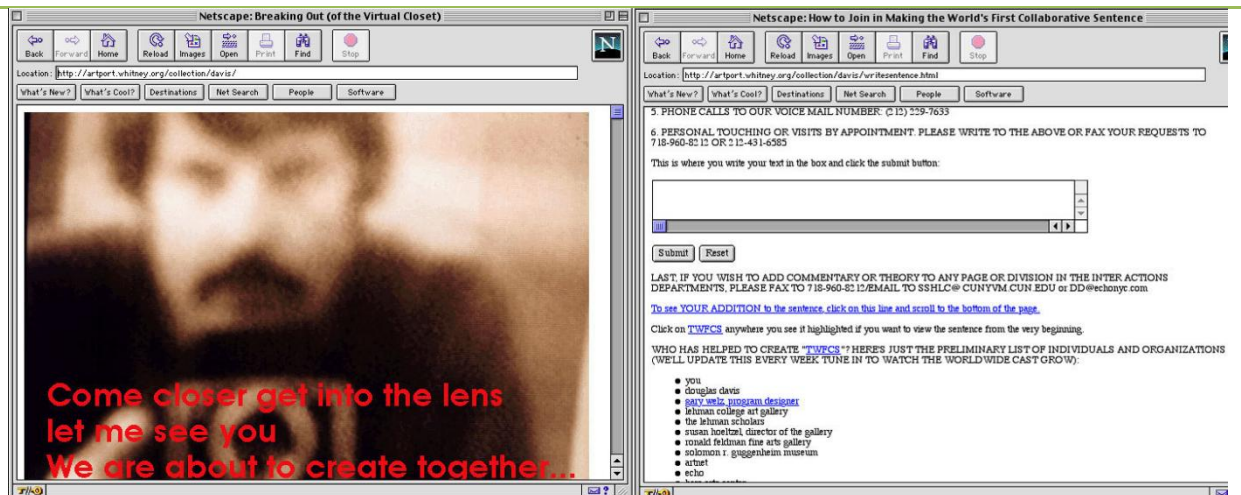 Netscape: Breaking Out (of the Virtual Closet)
Back Forward Home Reload Images Open Print Find Stop
N
Location: http://artport.whitney.org/collection/davis/
What's New? What's Cool? Destinations Net Search People Software
Come closer get into the lens
let me see you
We are about to create together...
Netscape: How to Join in Making the World's First Collaborative Sentence
Back Forward Home Reload Images Open Print Find Stop
Location: http://artport.whitney.org/collection/davis/writesentence.html
What's New? What's Cool? Destinations Net Search People Software
5. PHONE CALLS TO OUR VOICE MAIL NUMBER: (212) 229-7633
6. PERSONAL TOUCHING OR VISITS BY APPOINTMENT. PLEASE WRITE TO THE ABOVE OR FAX YOUR REQUESTS TO
718-960-8212 OR 212-431-6585
This is where you write your text in the box and click the submit button:
Submit Reset
LAST, IF YOU WISH TO ADD COMMENTARY OR THEORY TO ANY PAGE OR DIVISION IN THE INTER ACTIONS
DEPARTMENTS, PLEASE FAX TO 718-960-8212/EMAIL TO SSHLC@ CUNYVM.CUN.EDU or DD@echonyc.com
To see YOUR ADDITION to the sentence, click on this line and scroll to the bottom of the page.
Click on TWFCS anywhere you see it highlighted if you want to view the sentence from the very beginning.
WHO HAS HELPED TO CREATE "TWFCS"? HERE'S JUST THE PRELIMINARY LIST OF INDIVIDUALS AND ORGANIZATIONS
(WE'LL UPDATE THIS EVERY WEEK TUNE IN TO WATCH THE WORLDWIDE CAST GROW):
you
douglas davis
gary welz, program designer
lehman college art gallery
the lehman scholars
susan hoeltzel, director of the gallery
ronald feldman fine arts gallery
solomon r. guggenheim museum
artnet
echo